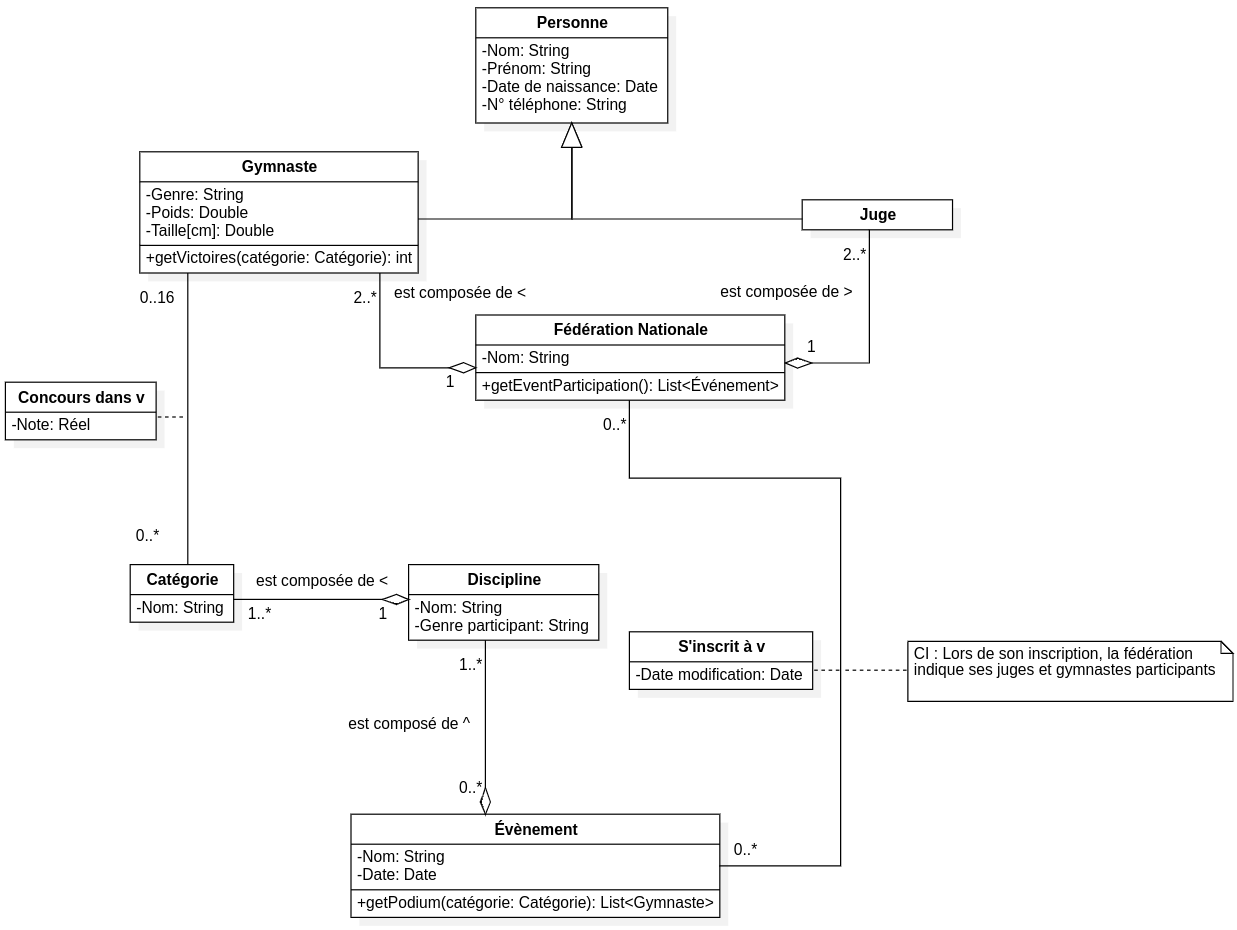 Personne
-Nom: String
-Prénom: String
-Date de naissance: Date
-N° téléphone: String
Gymnaste
-Genre: String
-Poids: Double
-Taille[cm]: Double
+getVictoires(catégorie: Catégorie): int
Juge
2..*
0..16
2..*
est composée de <
est composée de >
Fédération Nationale
-Nom: String
+getEventParticipation(): List<Événement>
1
1
0..*
Concours dans v
-Note: Réel
0..*
Catégorie
-Nom: String
est composée de <
1..*
1
Discipline
-Nom: String
-Genre participant: String
1..*
S'inscrit à v
-Date modification: Date
CI : Lors de son inscription, la fédération
indique ses juges et gymnastes participants
est composé de ^
0..*
Évènement
-Nom: String
-Date: Date
+getPodium(catégorie: Catégorie): List<Gymnaste>
0..*